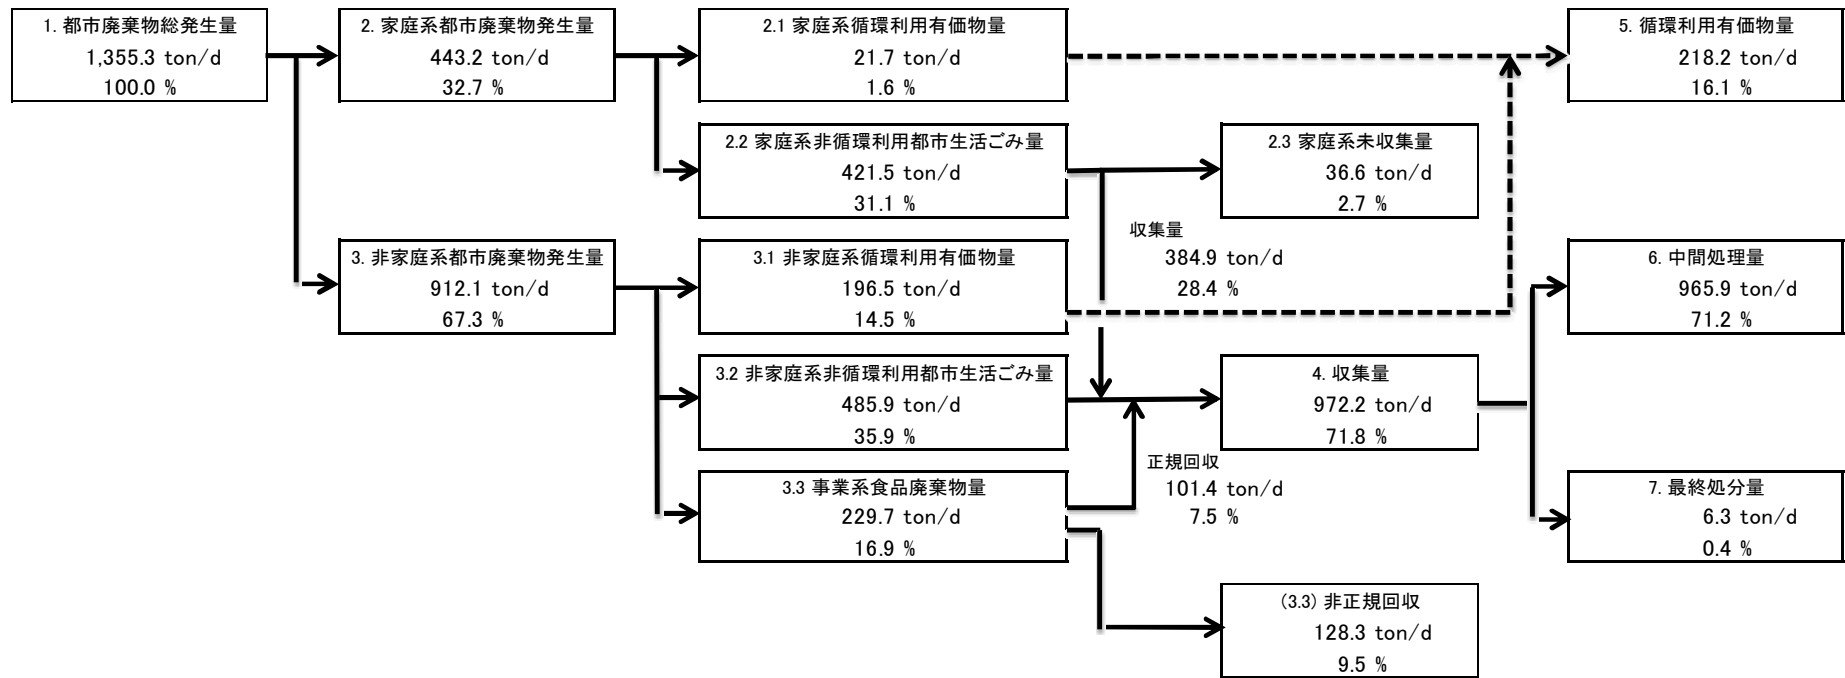 1. 都市廃棄物総発生量
1,355.3 ton/d
100.0 %
2. 家庭系都市廃棄物発生量
443.2 ton/d
32.7 %
2.1 家庭系循環利用有価物量
21.7 ton/d
1.6 %
5. 循環利用有価物量
218.2 ton/d
16.1 %
2.2 家庭系非循環利用都市生活ごみ量
421.5 ton/d
31.1 %
2.3 家庭系未収集量
36.6 ton/d
2.7 %
収集量
384.9 ton/d
28.4 %
3. 非家庭系都市廃棄物発生量
912.1 ton/d
67.3 %
3.1 非家庭系循環利用有価物量
196.5 ton/d
14.5 %
6. 中間処理量
965.9 ton/d
71.2 %
3.2 非家庭系非循環利用都市生活ごみ量
485.9 ton/d
35.9 %
4. 収集量
972.2 ton/d
71.8 %
正規回収
101.4 ton/d
7.5 %
3.3 事業系食品廃棄物量
229.7 ton/d
16.9 %
7. 最終処分量
6.3 ton/d
0.4 %
(3.3) 非正規回収
128.3 ton/d
9.5 %